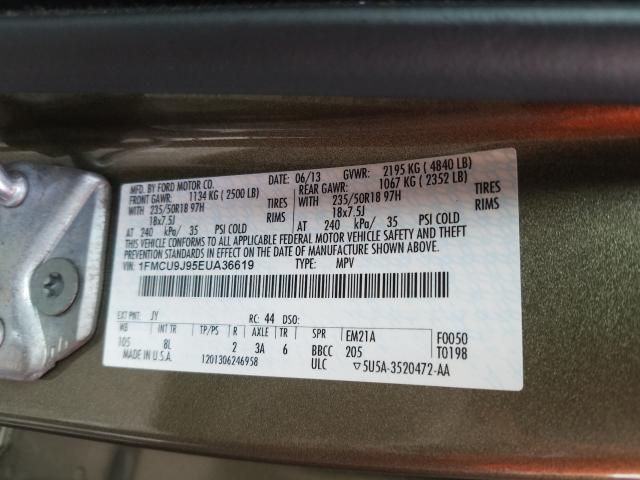 MFD. BY FORD MOTOR CO.
DATE: 06/13 GVWR: 2195 KG ( 4840 LB)
FRONT GAWR: 1134 KG ( 2500 LB)
REAR GAWR: 1067 KG ( 2352 LB)
WITH 235/50R18 97H TIRES
WITH 235/50R18 97H TIRES
18x7.5J RIMS
18x7.5J RIMS
AT 240 kPa/ 35 PSI COLD
AT 240 kPa/ 35 PSI COLD
THIS VEHICLE CONFORMS TO ALL APPLICABLE FEDERAL MOTOR VEHICLE SAFETY AND THEFT
PREVENTION STANDARDS IN EFFECT ON THE DATE OF MANUFACTURE SHOWN ABOVE.
VIN: 1FMCU9J95EUA36619 TYPE: MPV
EXT PNT: JY RC: 44 DSO:
WB INT TR TP/PS R AXLE TR SPR EM21A F0050
105 8L 2 3A 6 BBCC 205 T0198
MADE IN U.S.A. 1201306246958 ULC ▽5U5A-3520472-AA